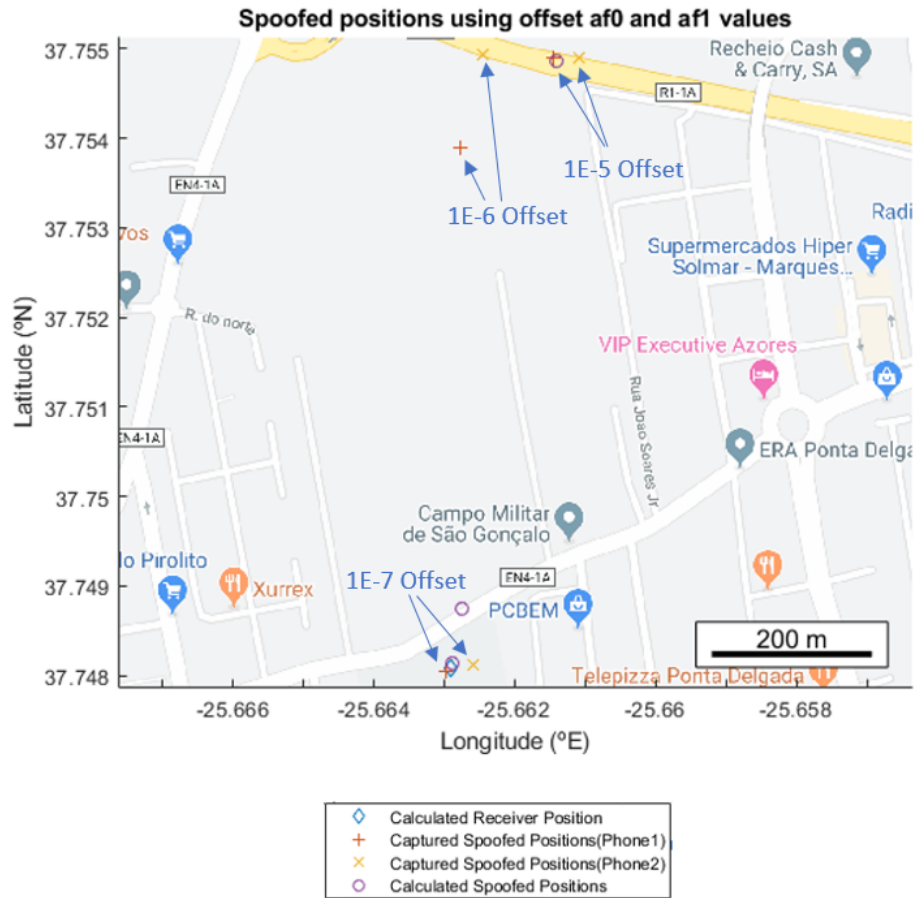 Spoofed positions using offset af0 and af1 values
37.755
37.754
37.753
37.752
37.751
37.75
37.749
37.748
Latitude (ºN)
Recheio Cash
& Carry, SA
R1-1A
1E-5 Offset
EN4-1A
1E-6 Offset
Radi
vos
Supermercados Hiper
Solmar - Marques...
R. do norte
VIP Executive Azores
Rua João Soares Jr
EN4-1A
ERA Ponta Delga
Campo Militar
de São Gonçalo
lo Pirolito
1E-7 Offset
EN4-1A
Xurrex
PCBEM
200 m
Telepizza Ponta Delgada
-25.666
-25.664
-25.662
-25.66
-25.658
Longitude (ºE)
Calculated Receiver Position
Captured Spoofed Positions(Phone1)
Captured Spoofed Positions(Phone2)
Calculated Spoofed Positions